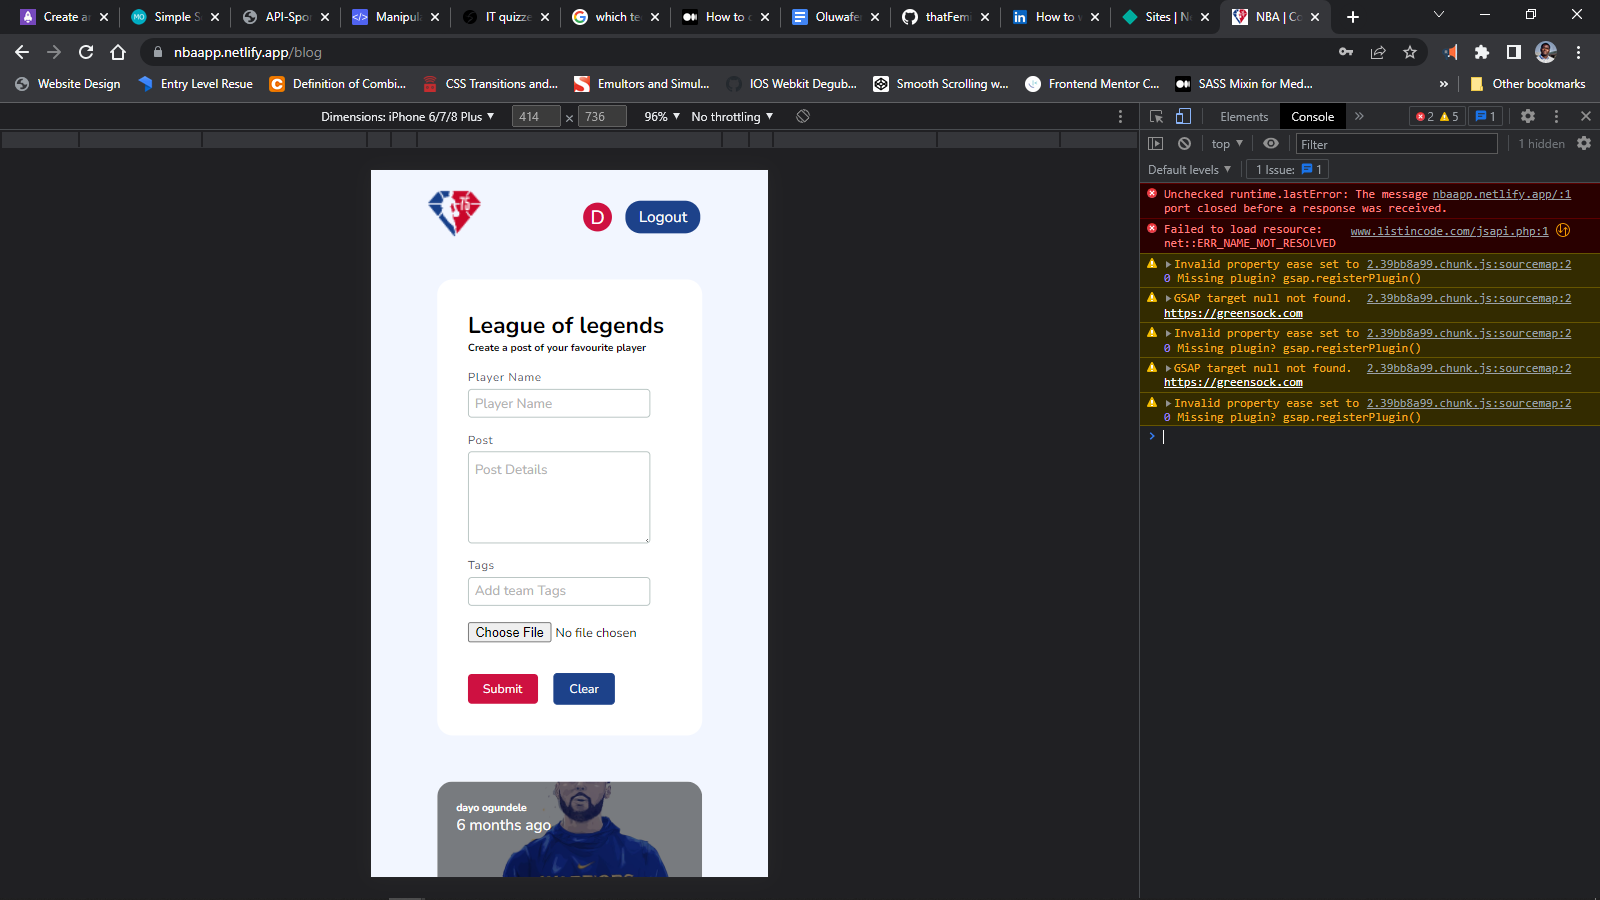 Create ar
Simple S
API-Spor
Manipul
IT quizze
which te
How to c
Oluwafe
thatFemi
How to v
Sites | N
NBA | Co
nbaapp.netlify.app/blog
Website Design
Entry Level Resue
Definition of Combi...
CSS Transitions and...
Emultors and Simul...
IOS Webkit Degub...
Smooth Scrolling w...
Frontend Mentor C...
SASS Mixin for Med...
»
Other bookmarks
Dimensions: iPhone 6/7/8 Plus ▼ 414 × 736 96% ▼ No throttling ▼
Elements Console » 2 5 1
top ▼ Filter 1 hidden
Default levels ▼ 1 Issue: 1
75
D
Logout
League of legends
Create a post of your favourite player
Player Name
Player Name
Post
Post Details
Tags
Add team Tags
Choose File No file chosen
Submit Clear
dayo ogundele
6 months ago
Unchecked runtime.lastError: The message nbaapp.netlify.app/:1
port closed before a response was received.
Failed to load resource: www.listincode.com/jsapi.php:1
net::ERR_NAME_NOT_RESOLVED
Invalid property ease set to 2.39bb8a99.chunk.js:sourcemap:2
0 Missing plugin? gsap.registerPlugin()
GSAP target null not found. 2.39bb8a99.chunk.js:sourcemap:2
https://greensock.com
Invalid property ease set to 2.39bb8a99.chunk.js:sourcemap:2
0 Missing plugin? gsap.registerPlugin()
GSAP target null not found. 2.39bb8a99.chunk.js:sourcemap:2
https://greensock.com
Invalid property ease set to 2.39bb8a99.chunk.js:sourcemap:2
0 Missing plugin? gsap.registerPlugin()